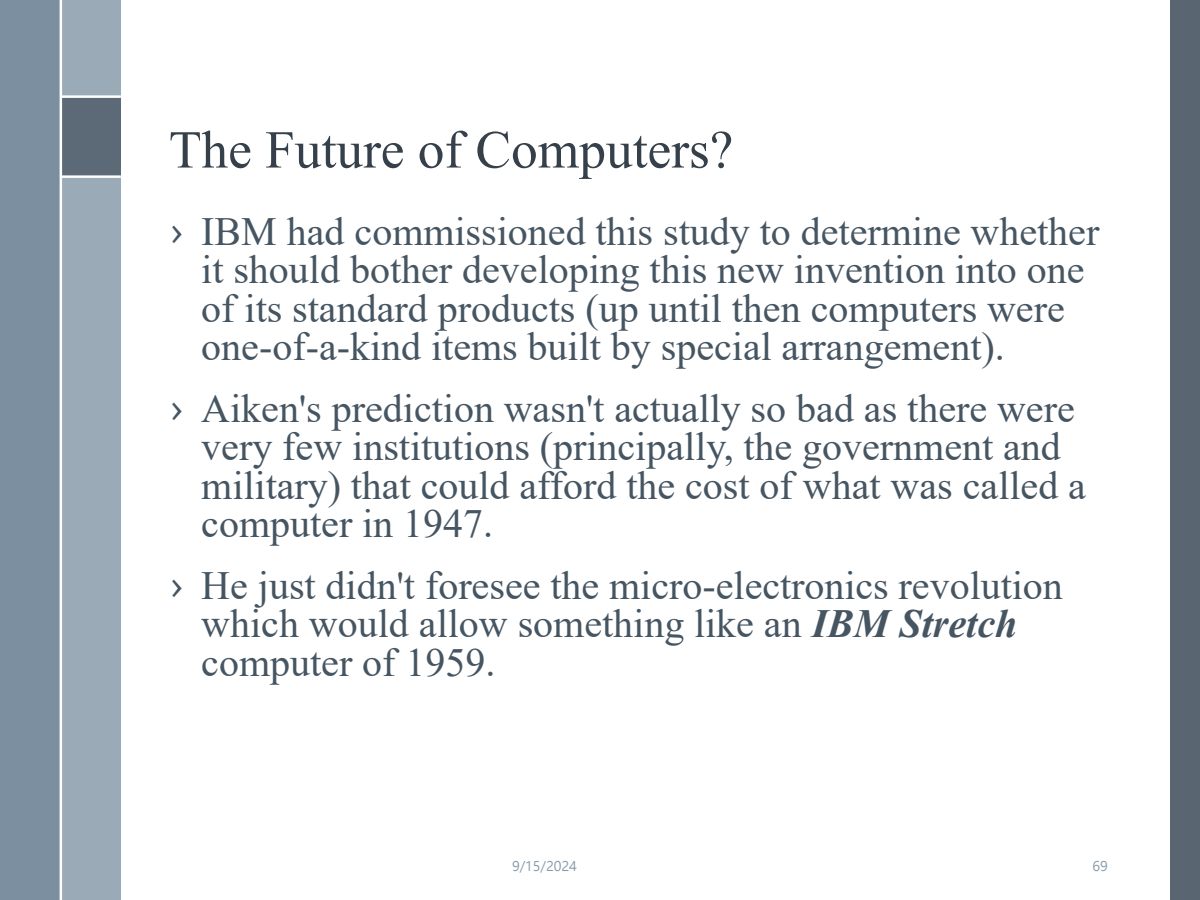 The Future of Computers?
› IBM had commissioned this study to determine whether
it should bother developing this new invention into one
of its standard products (up until then computers were
one-of-a-kind items built by special arrangement).
› Aiken's prediction wasn't actually so bad as there were
very few institutions (principally, the government and
military) that could afford the cost of what was called a
computer in 1947.
› He just didn't foresee the micro-electronics revolution
which would allow something like an IBM Stretch
computer of 1959.
9/15/2024
69